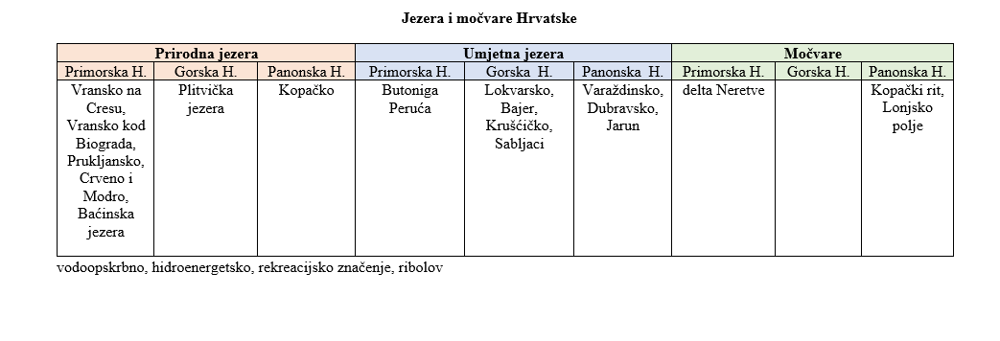 Jezera i močvare Hrvatske
Prirodna jezera
Umjetna jezera
Močvare
Primorska H.
Gorska H.
Panonska H.
Primorska H.
Gorska H.
Panonska H.
Primorska H.
Gorska H.
Panonska H.
Vransko na
Cresu,
Vransko kod
Biograda,
Prukljansko,
Crveno i
Modro,
Baćinska
jezera
Plitvička
jezera
Kopačko
Butoniga
Peruća
Lokvarsko,
Bajer,
Krušćičko,
Sabljaci
Varaždinsko,
Dubravsko,
Jarun
delta Neretve
Kopački rit,
Lonjsko
polje
vodoopskrbno, hidroenergetsko, rekreacijsko značenje, ribolov